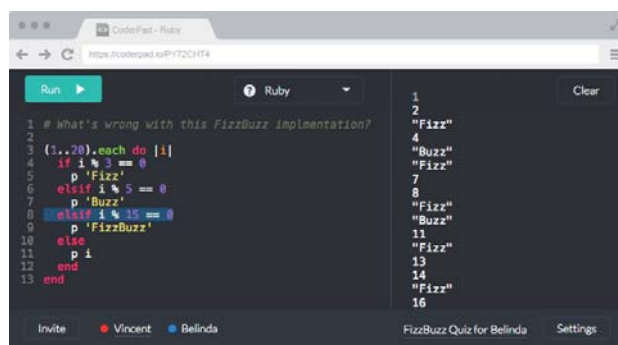 CoderPad - Ruby
https://coderpad.io/PY72CHT4
Run
Ruby
Clear
1 # What's wrong with this FizzBuzz implmentation?
2
3 (1..20).each do |i|
4 if i % 3 == 0
5 p 'Fizz'
6 elsif i % 5 == 0
7 p 'Buzz'
8 elsif i % 15 == 0
9 p 'FizzBuzz'
10 else
11 p i
12 end
13 end
1
2
"Fizz"
4
"Buzz"
"Fizz"
7
8
"Fizz"
"Buzz"
11
"Fizz"
13
14
"Fizz"
16
Invite
Vincent
Belinda
FizzBuzz Quiz for Belinda
Settings